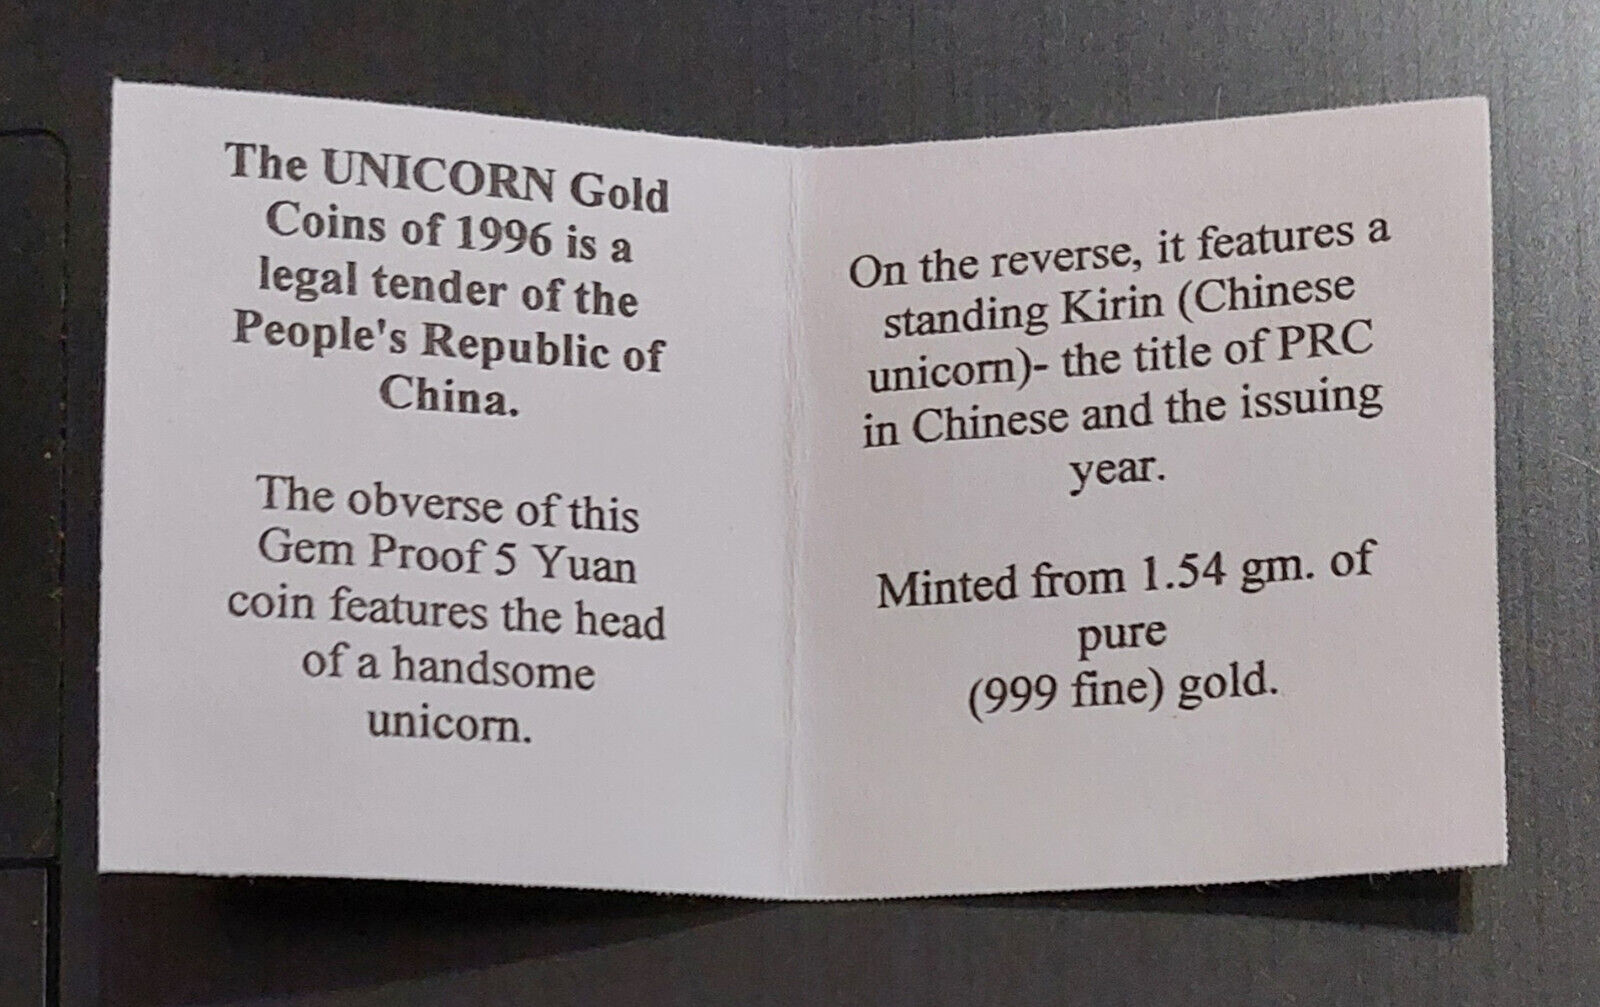 The UNICORN Gold
Coins of 1996 is a
legal tender of the
People's Republic of
China.
The obverse of this
Gem Proof 5 Yuan
coin features the head
of a handsome
unicorn.
On the reverse, it features a
standing Kirin (Chinese
unicorn)- the title of PRC
in Chinese and the issuing
year.
Minted from 1.54 gm. of
pure
(999 fine) gold.